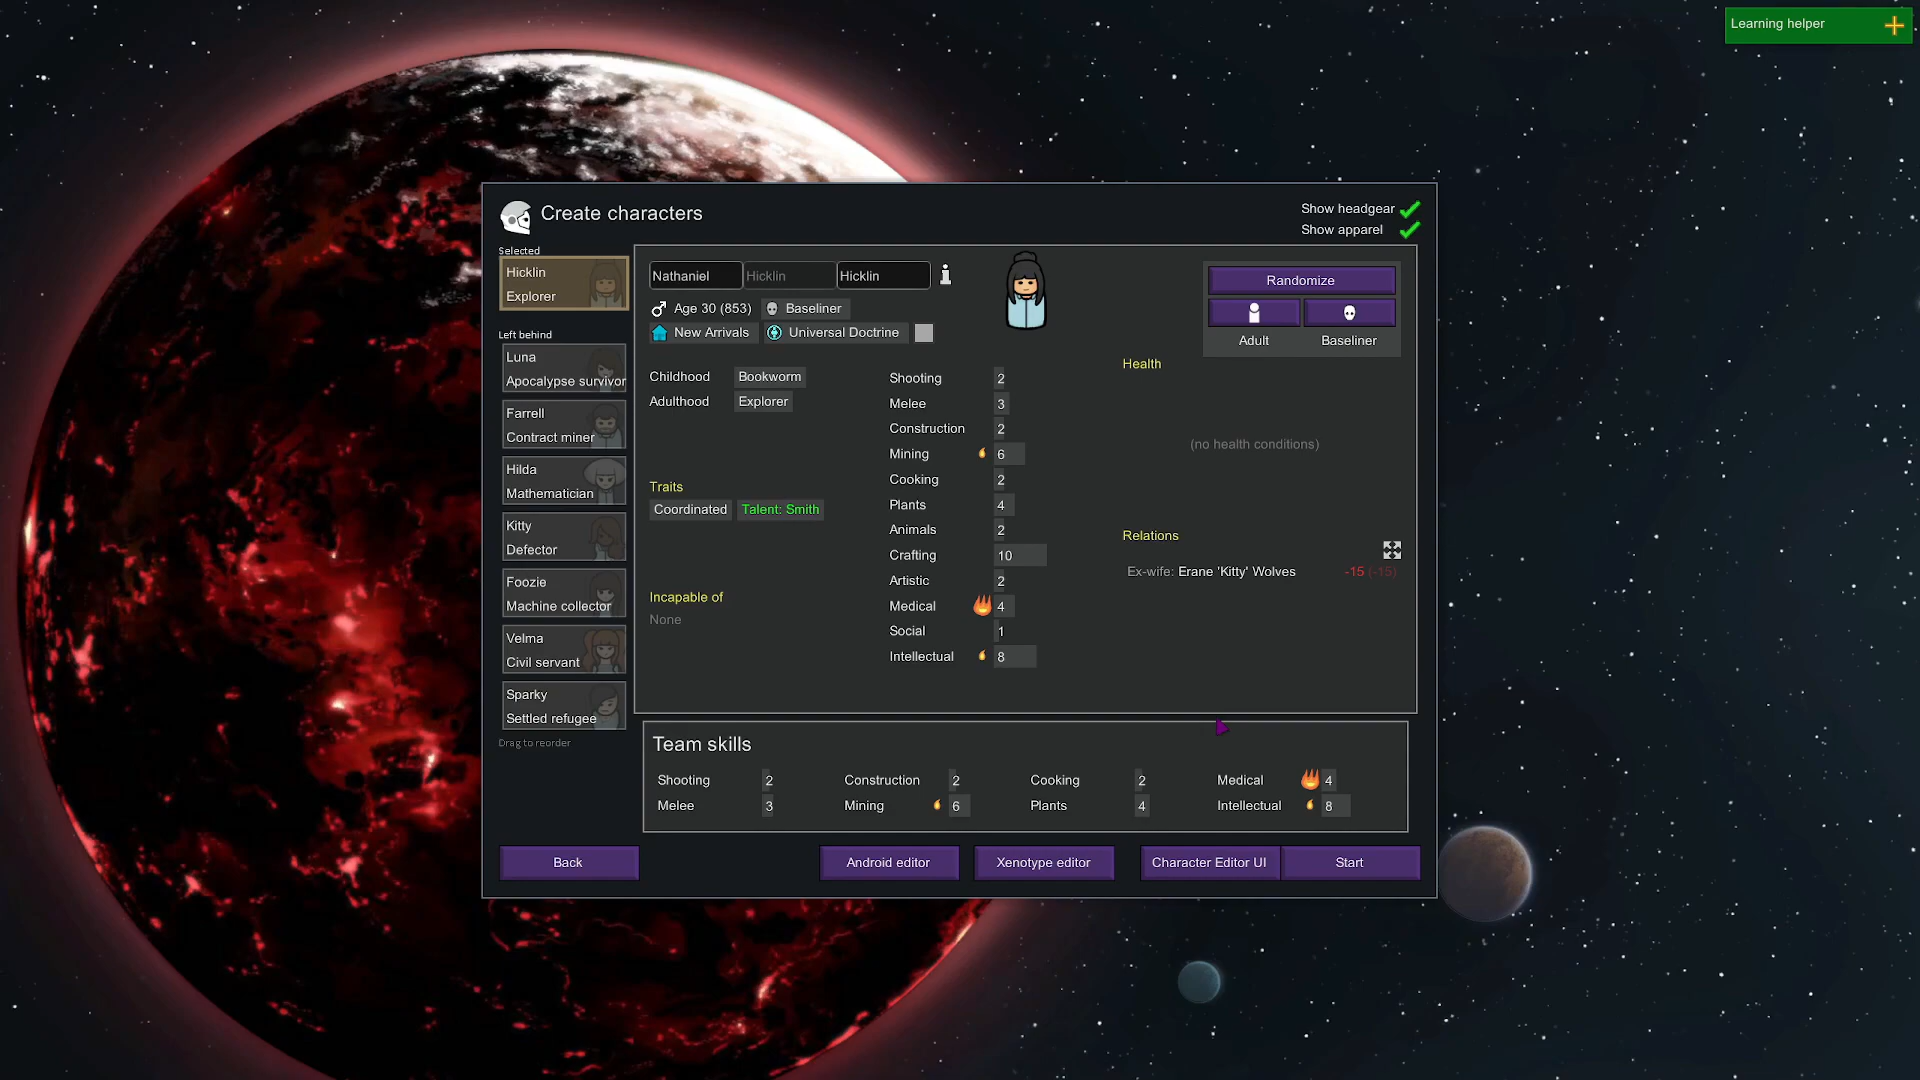 Learning helper
Create characters
Show headgear
Show apparel
Selected
Hicklin
Explorer
Left behind
Luna
Apocalypse survivor
Farrell
Contract miner
Hilda
Mathematician
Kitty
Defector
Foozie
Machine collector
Velma
Civil servant
Sparky
Settled refugee
Drag to reorder
Nathaniel Hicklin Hicklin
Age 30 (853) Baseliner
New Arrivals Universal Doctrine
Randomize
Adult Baseliner
Childhood Bookworm
Adulthood Explorer
Traits
Coordinated Talent: Smith
Incapable of
None
Shooting 2
Melee 3
Construction 2
Mining 6
Cooking 2
Plants 4
Animals 2
Crafting 10
Artistic 2
Medical 4
Social 1
Intellectual 8
Health
(no health conditions)
Relations
Ex-wife: Erane 'Kitty' Wolves -15 (-15)
Team skills
Shooting 2 Construction 2 Cooking 2 Medical 4
Melee 3 Mining 6 Plants 4 Intellectual 8
Back Android editor Xenotype editor Character Editor UI Start